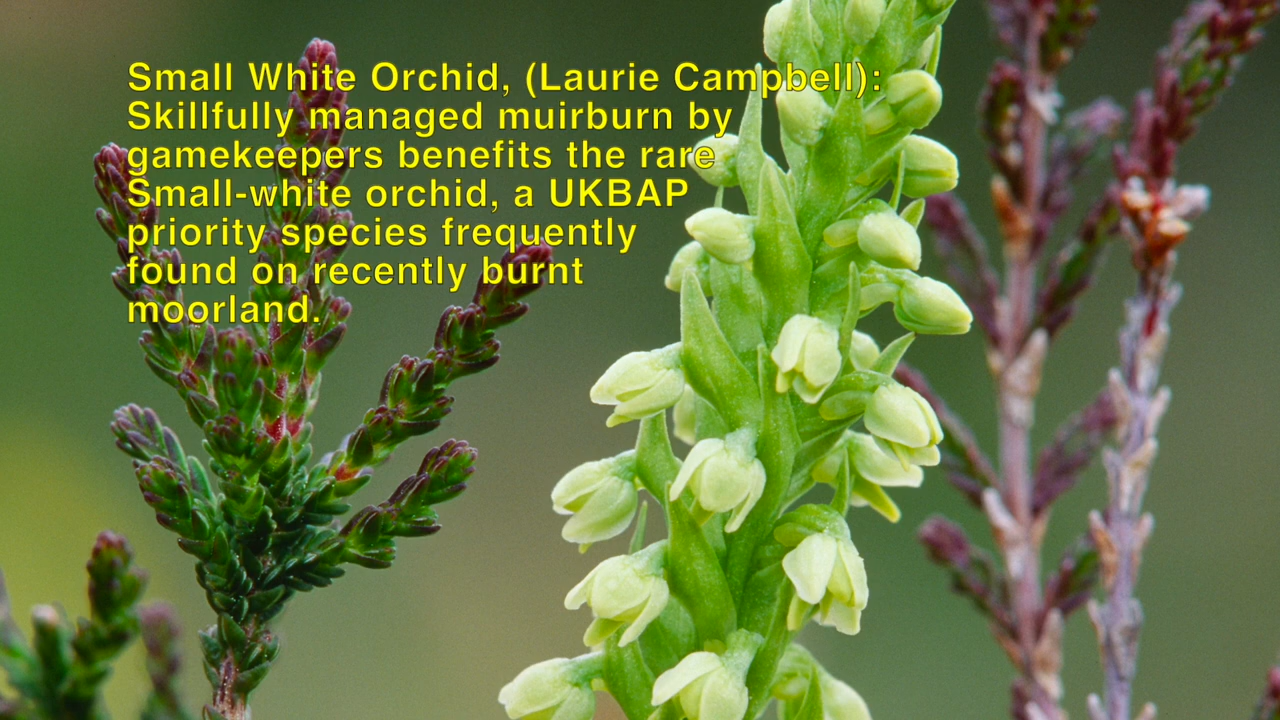 Small White Orchid, (Laurie Campbell):
Skillfully managed muirburn by
gamekeepers benefits the rare
Small-white orchid, a UKBAP
priority species frequently
found on recently burnt
moorland.